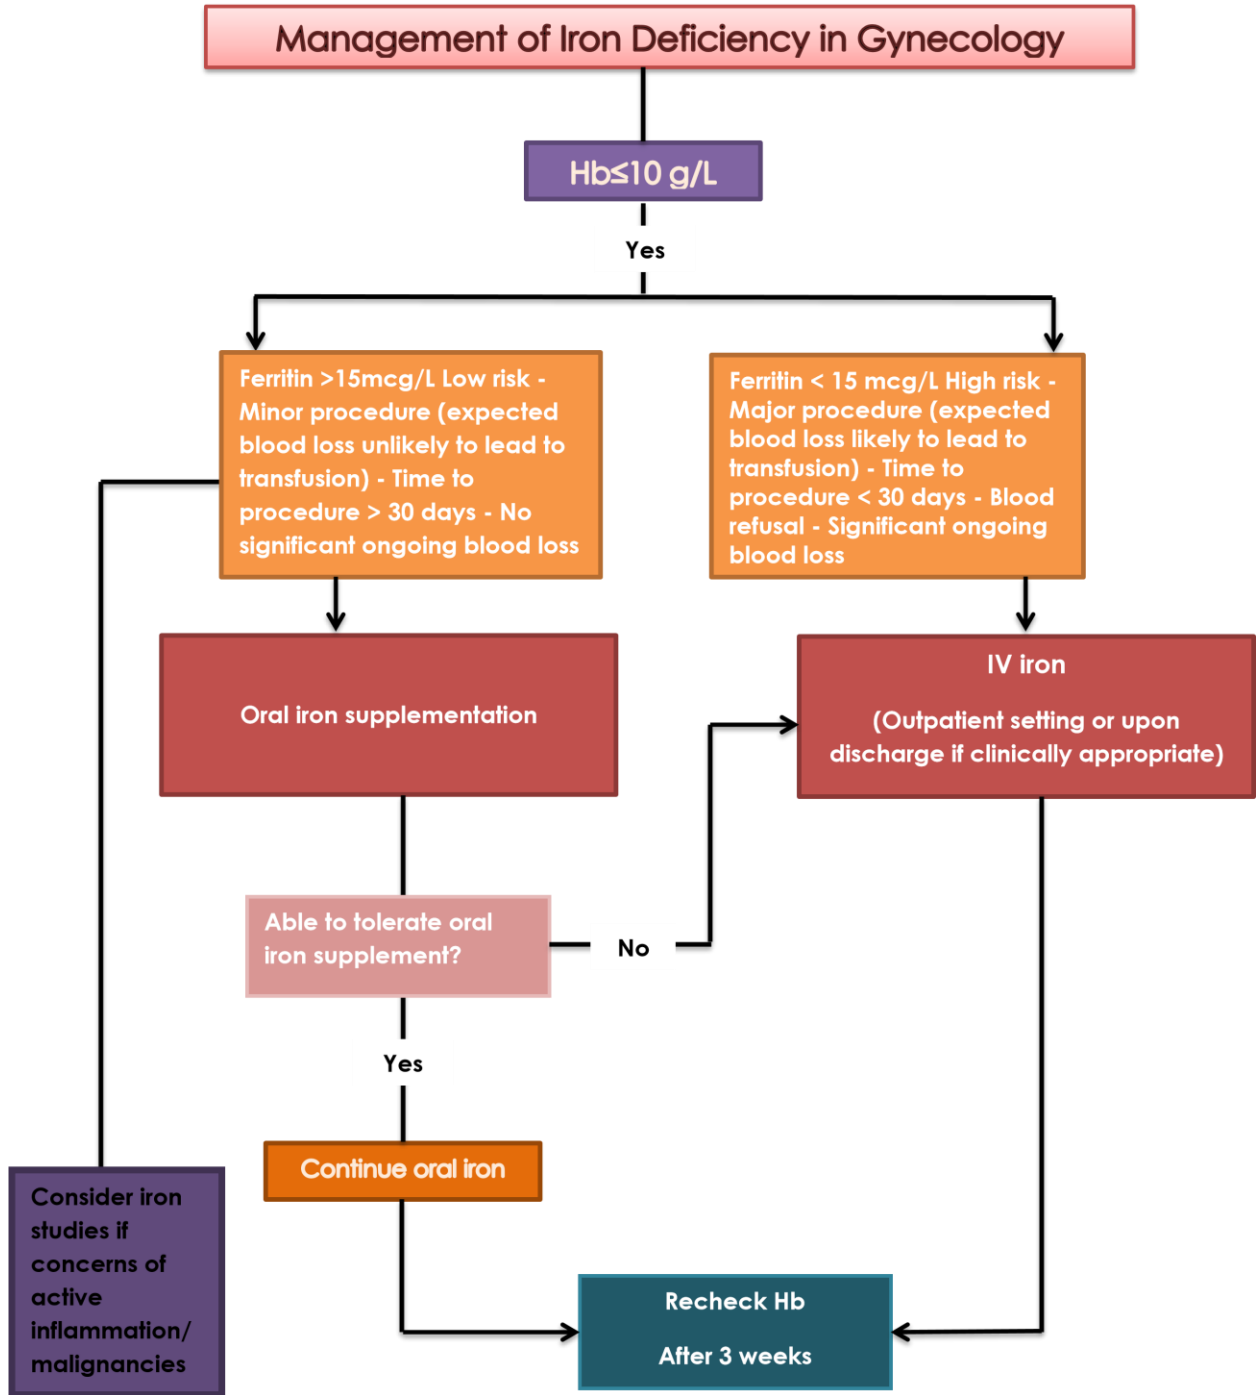 Management of Iron Deficiency in Gynecology
Hb≤10 g/L
Yes
Ferritin >15mcg/L Low risk -
Minor procedure (expected
blood loss unlikely to lead to
transfusion) - Time to
procedure > 30 days - No
significant ongoing blood loss
Ferritin < 15 mcg/L High risk -
Major procedure (expected
blood loss likely to lead to
transfusion) - Time to
procedure < 30 days - Blood
refusal - Significant ongoing
blood loss
Oral iron supplementation
IV iron
(Outpatient setting or upon
discharge if clinically appropriate)
Able to tolerate oral
iron supplement?
No
Yes
Continue oral iron
Consider iron
studies if
concerns of
active
inflammation/
malignancies
Recheck Hb
After 3 weeks